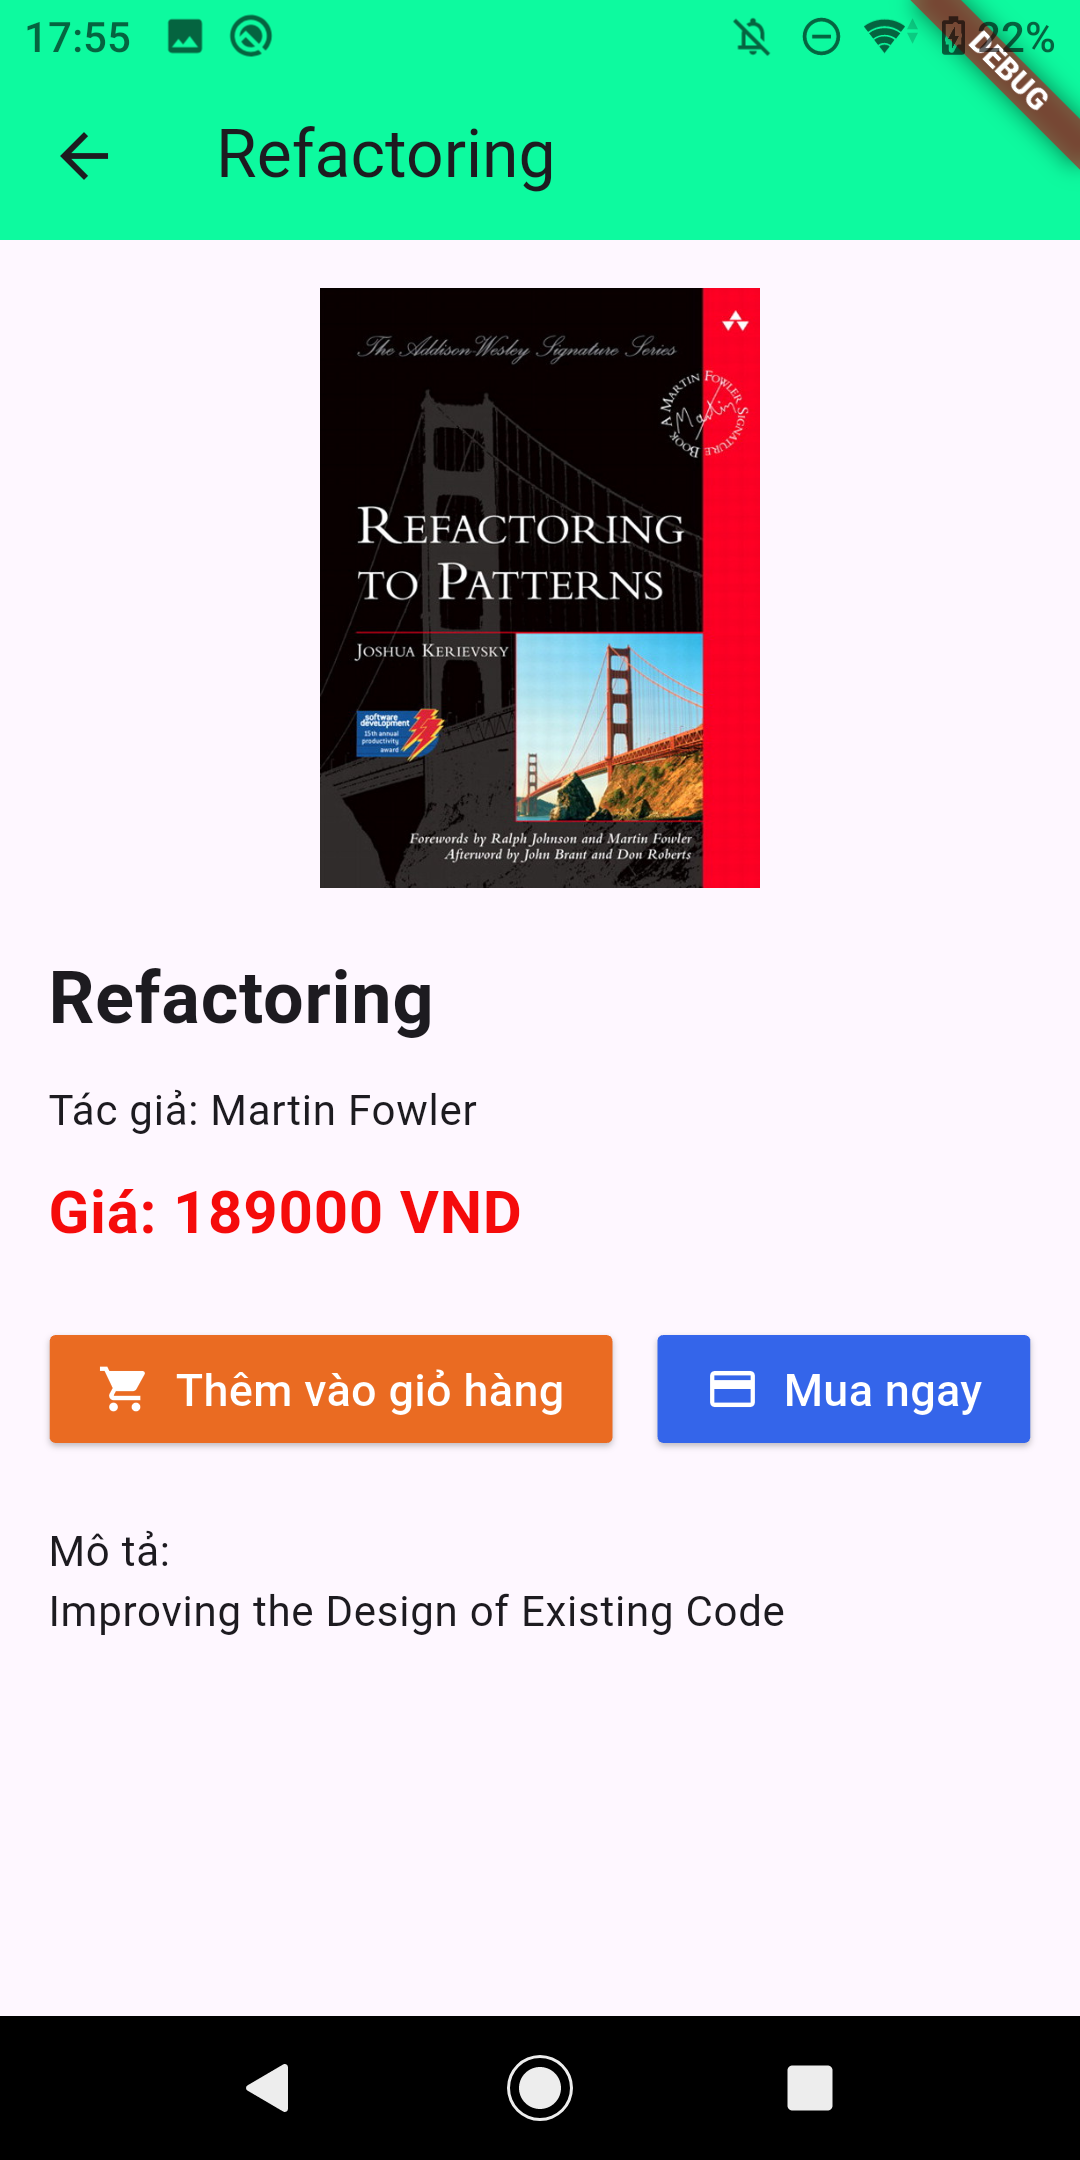 17:55
22%
DEBUG
Refactoring
The Addison-Wesley Signature Series
A MARTIN FOWLER SIGNATURE BOOK
Martin
REFACTORING
TO PATTERNS
JOSHUA KERIEVSKY
software
development
15th annual
productivity
award
Forewords by Ralph Johnson and Martin Fowler
Afterword by John Brant and Don Roberts
Refactoring
Tác giả: Martin Fowler
Giá: 189000 VND
Thêm vào giỏ hàng
Mua ngay
Mô tả:
Improving the Design of Existing Code